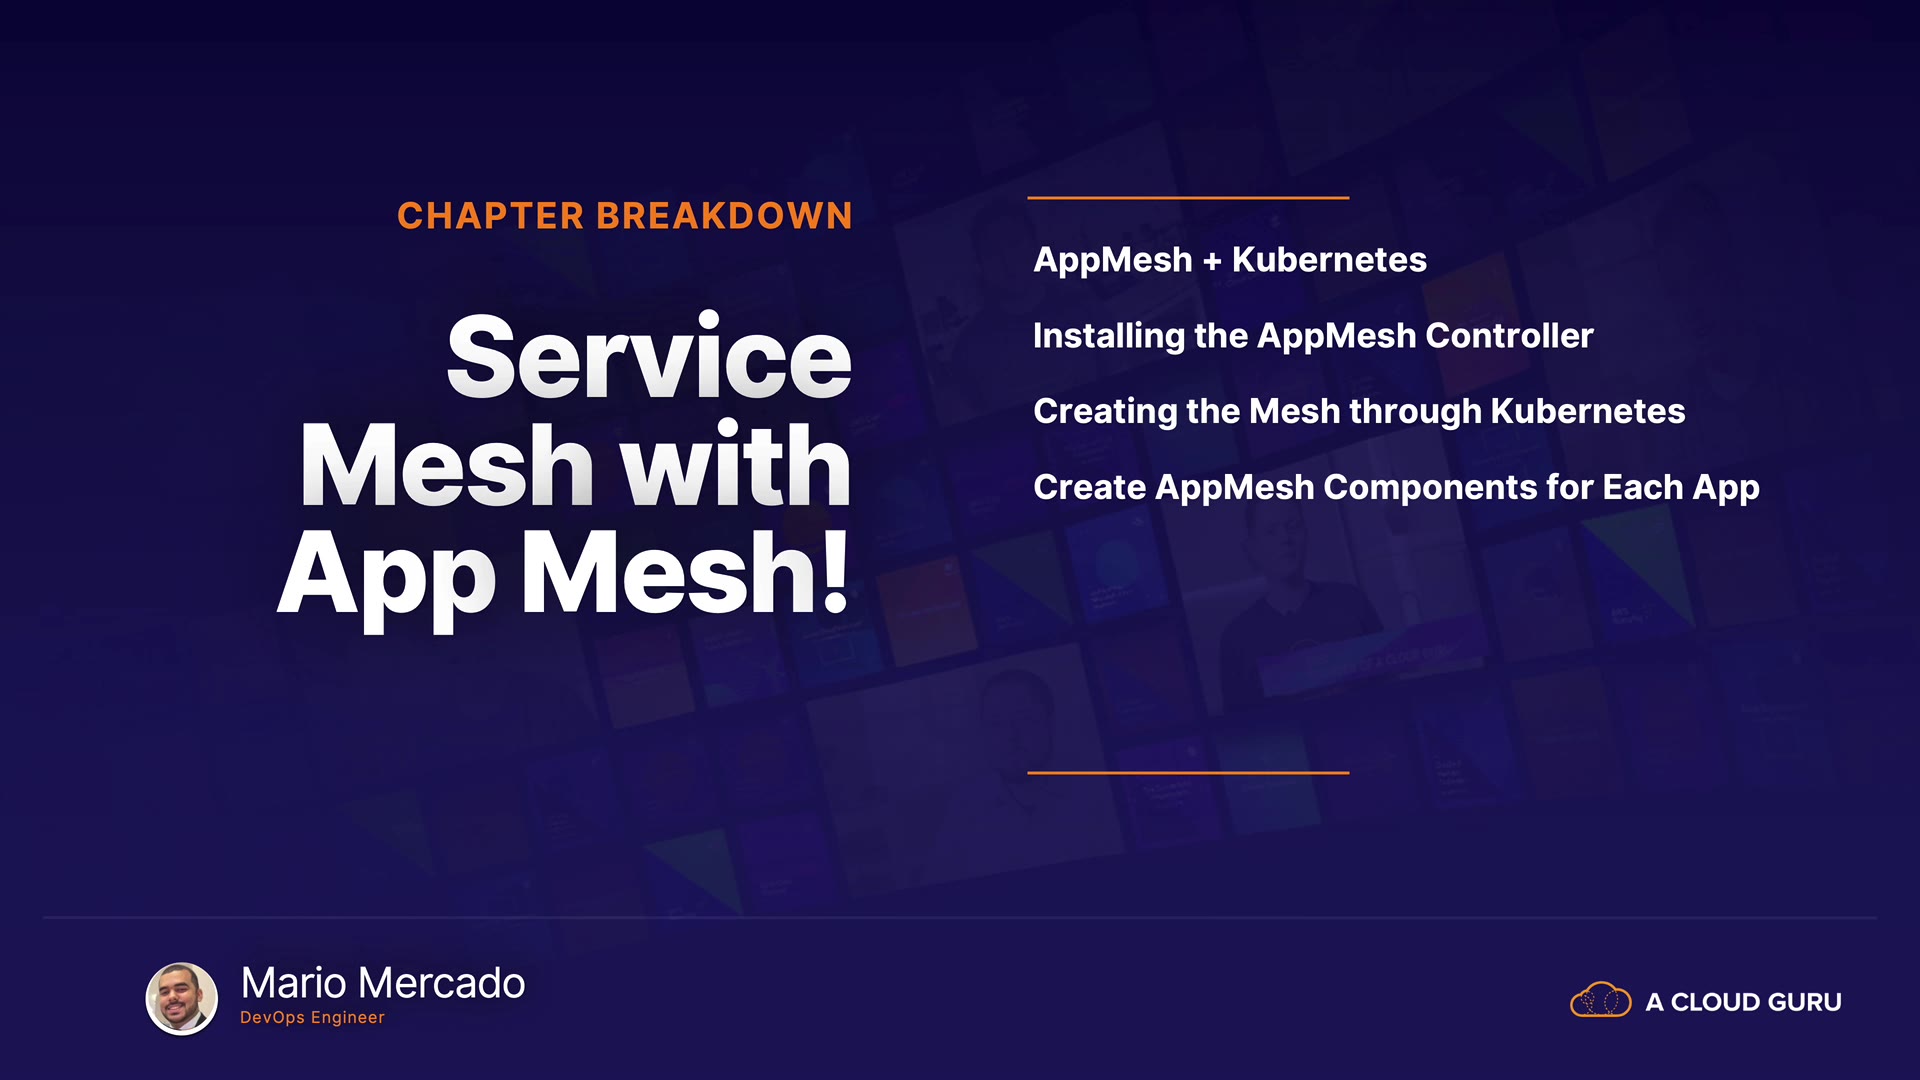 CHAPTER BREAKDOWN
Service
Mesh with
App Mesh!
AppMesh + Kubernetes
Installing the AppMesh Controller
Creating the Mesh through Kubernetes
Create AppMesh Components for Each App
Mario Mercado
DevOps Engineer
A CLOUD GURU